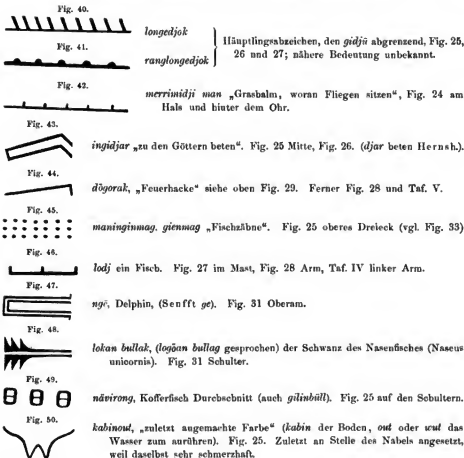 Fig. 40.
longedjok
Fig. 41.
ranglongedjok
Häuptlingsabzeichen, den gidjū abgrenzend, Fig. 25,
26 und 27; nähere Bedeutung unbekannt.
Fig. 42.
merrimidji man „Grasbalm, woran Fliegen sitzen“, Fig. 24 am
Hals und hinter dem Ohr.
Fig. 43.
ingidjar „zu den Göttern beten“. Fig. 25 Mitte, Fig. 26. (djar beten Hernsh.).
Fig. 44.
dŏgorak, „Feuerhacke“ siehe oben Fig. 29. Ferner Fig. 28 und Taf. V.
Fig. 45.
maninginmag, gienmag „Fischzähne“. Fig. 25 oberes Dreieck (vgl. Fig. 33)
Fig. 46.
lodj ein Fisch. Fig. 27 im Mast, Fig. 28 Arm, Taf. IV linker Arm.
Fig. 47.
ngē, Delphin, (Senfft ge). Fig. 31 Oberam.
Fig. 48.
lokan bullak, (logŏan bullag gesprochen) der Schwanz des Nasenfisches (Naseus
unicornis). Fig. 31 Schulter.
Fig. 49.
nävirong, Kofferfisch Durchschnitt (auch gilinbüll). Fig. 25 auf den Schultern.
Fig. 50.
kabinout, „zuletzt angemachte Farbe“ (kabin der Boden, out oder wut das
Wasser zum anrühren). Fig. 25. Zuletzt an Stelle des Nabels angesetzt,
weil daselbst sehr schmerzhaft.